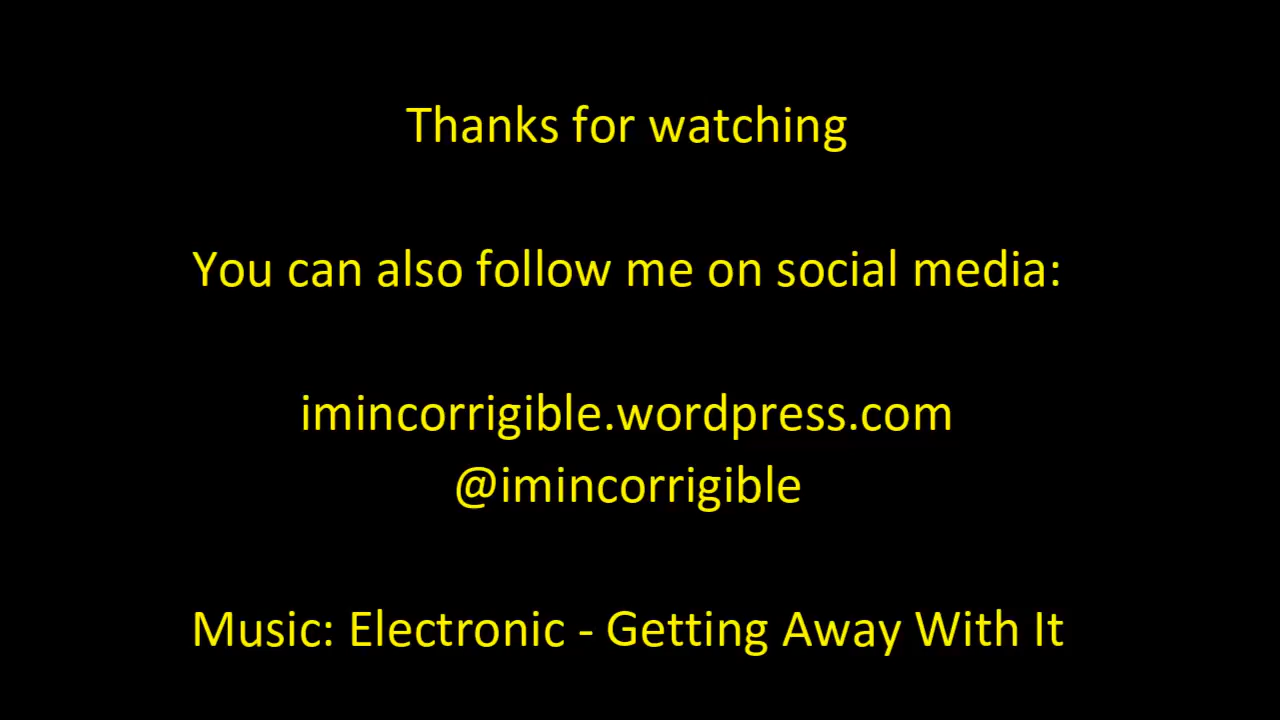 Thanks for watching
You can also follow me on social media:
imincorrigible.wordpress.com
@imincorrigible
Music: Electronic - Getting Away With It